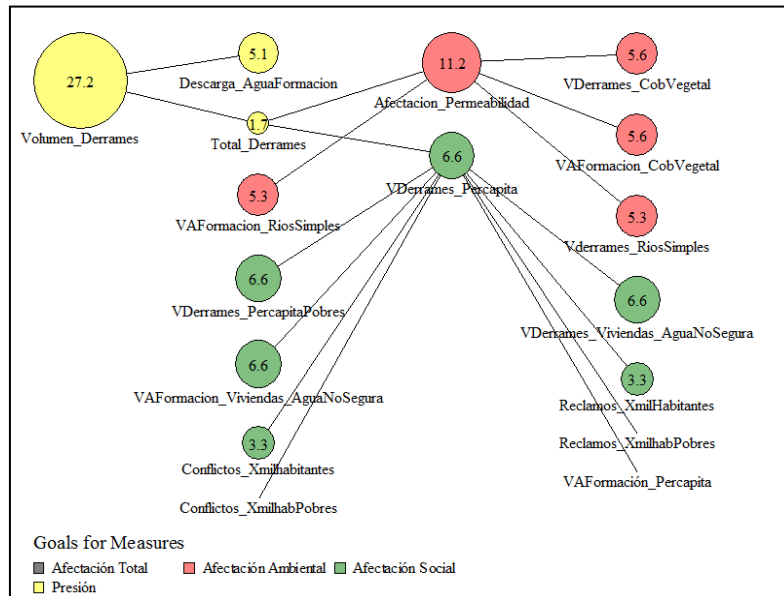 27.2
Volumen_Derrames
5.1
Descarga_AguaFormacion
1.7
Total_Derrames
5.3
VAFormacion_RiosSimples
6.6
VDerrames_PercapitaPobres
6.6
VAFormacion_Viviendas_AguaNoSegura
3.3
Conflictos_Xmilhabitantes
Conflictos_XmilhabPobres
11.2
Afectacion_Permeabilidad
6.6
VDerrames_Percapita
5.6
VDerrames_CobVegetal
5.6
VAFormacion_CobVegetal
5.3
Vderrames_RiosSimples
6.6
VDerrames_Viviendas_AguaNoSegura
3.3
Reclamos_XmilHabitantes
Reclamos_XmilhabPobres
VAFormación_Percapita
Goals for Measures
Afectación Total
Afectación Ambiental
Afectación Social
Presión